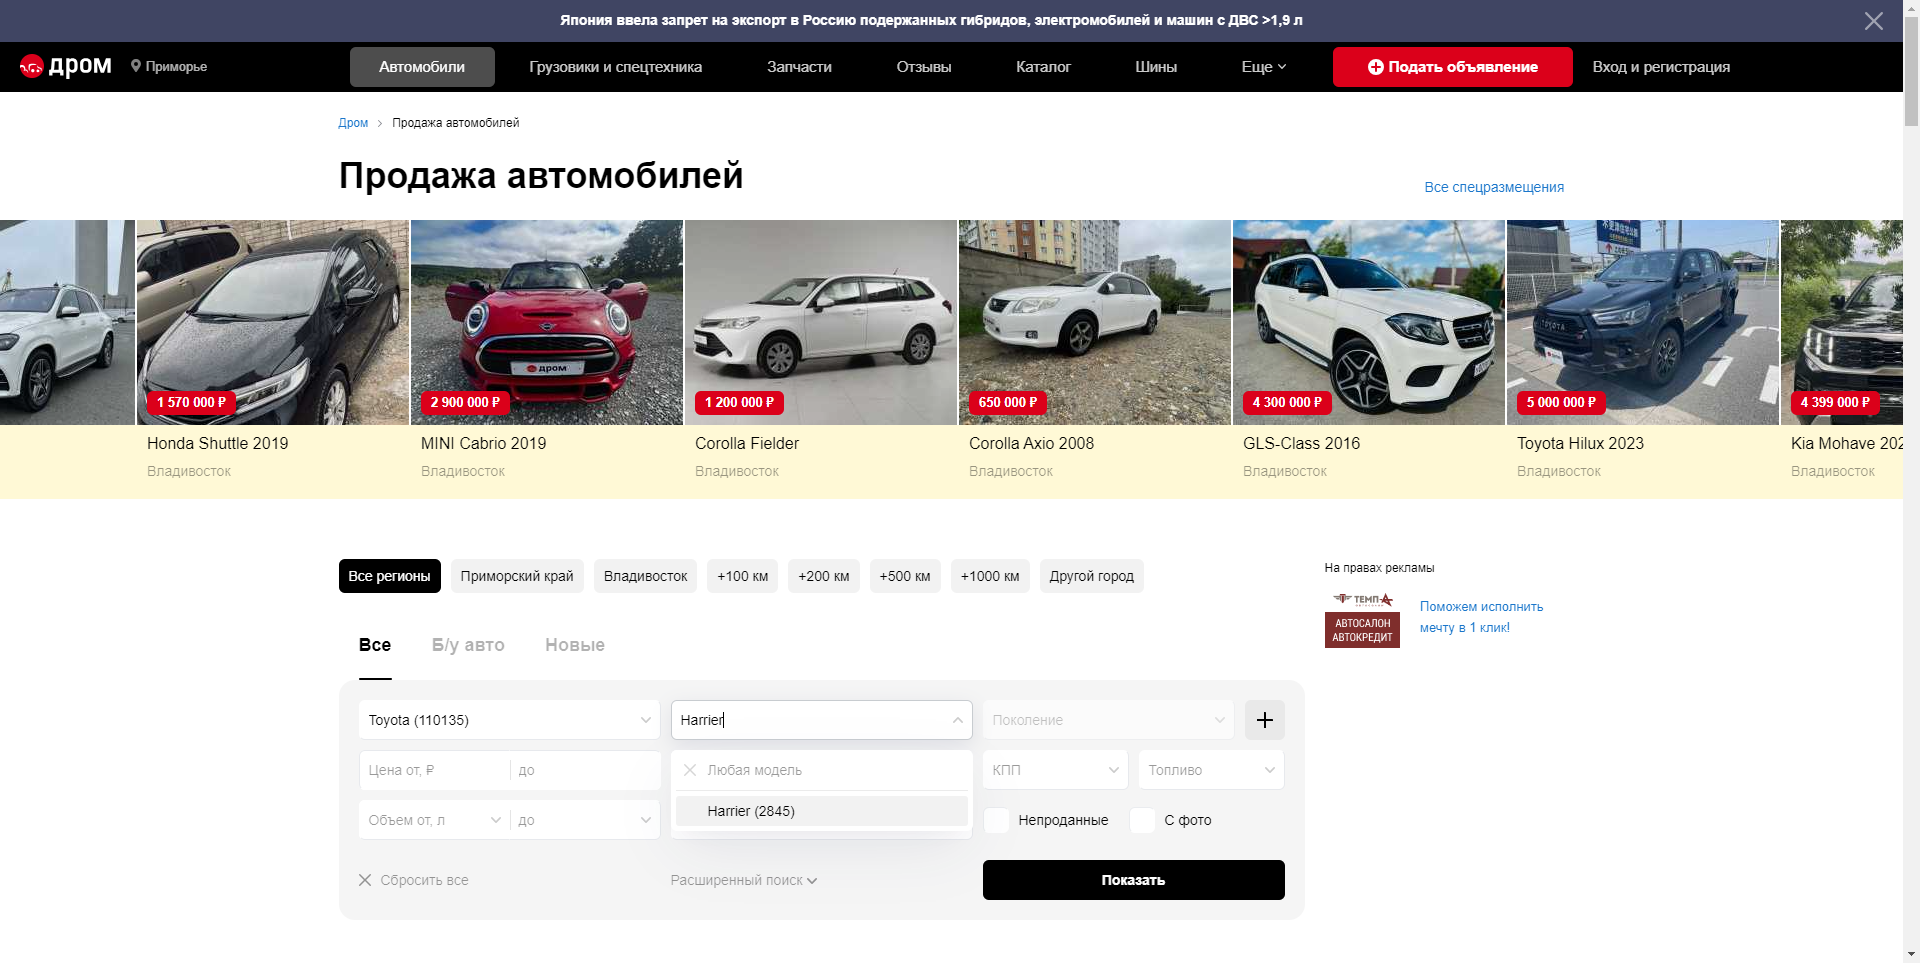 Япония ввела запрет на экспорт в Россию подержанных гибридов, электромобилей и машин с ДВС >1,9 л
дром
Приморье
Автомобили
Грузовики и спецтехника
Запчасти
Отзывы
Каталог
Шины
Еще
Подать объявление
Вход и регистрация
Дром > Продажа автомобилей
Продажа автомобилей
Все спецразмещения
TOYOTA
дром
дром
1 570 000 ₽
2 900 000 ₽
1 200 000 ₽
650 000 ₽
4 300 000 ₽
5 000 000 ₽
4 399 000 ₽
Honda Shuttle 2019
MINI Cabrio 2019
Corolla Fielder
Corolla Axio 2008
GLS-Class 2016
Toyota Hilux 2023
Kia Mohave 202
Владивосток
Владивосток
Владивосток
Владивосток
Владивосток
Владивосток
Владивосток
Все регионы
Приморский край
Владивосток
+100 км
+200 км
+500 км
+1000 км
Другой город
На правах рекламы
ТЕМП-А
АВТОСАЛОН
АВТОКРЕДИТ
Поможем исполнить
мечту в 1 клик!
Все
Б/у авто
Новые
Toyota (110135)
Harrier
Поколение
Цена от, ₽
до
Любая модель
КПП
Топливо
Harrier (2845)
Объем от, л
до
Непроданные
С фото
Сбросить все
Расширенный поиск
Показать